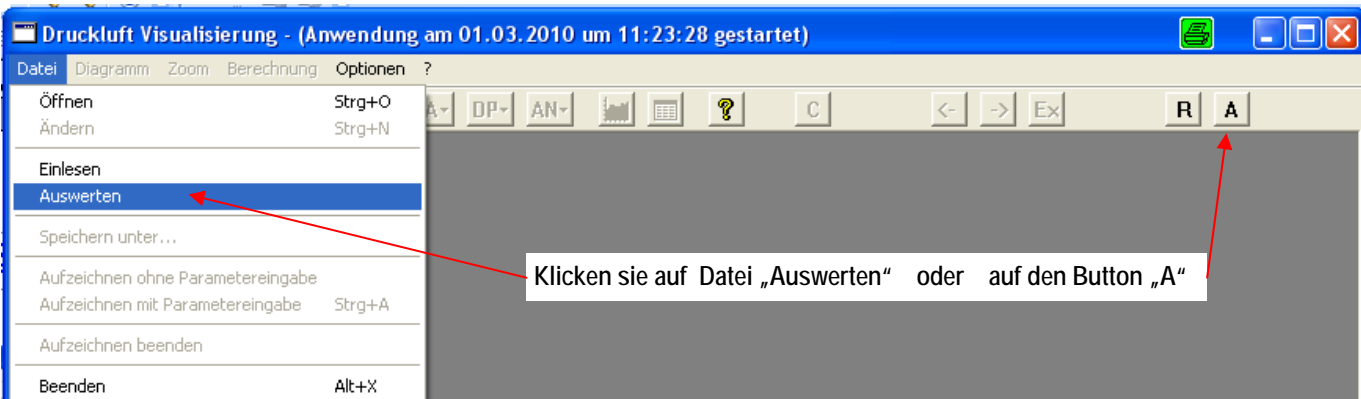 Druckluft Visualisierung - (Anwendung am 01.03.2010 um 11:23:28 gestartet)
Datei Diagramm Zoom Berechnung Optionen ?
A DP AN ? C <- -> Ex R A
Öffnen Strg+O
Ändern Strg+N
Einlesen
Auswerten
Speichern unter...
Aufzeichnen ohne Parametereingabe
Aufzeichnen mit Parametereingabe Strg+A
Aufzeichnen beenden
Beenden Alt+X
Klicken sie auf Datei „Auswerten“ oder auf den Button „A“